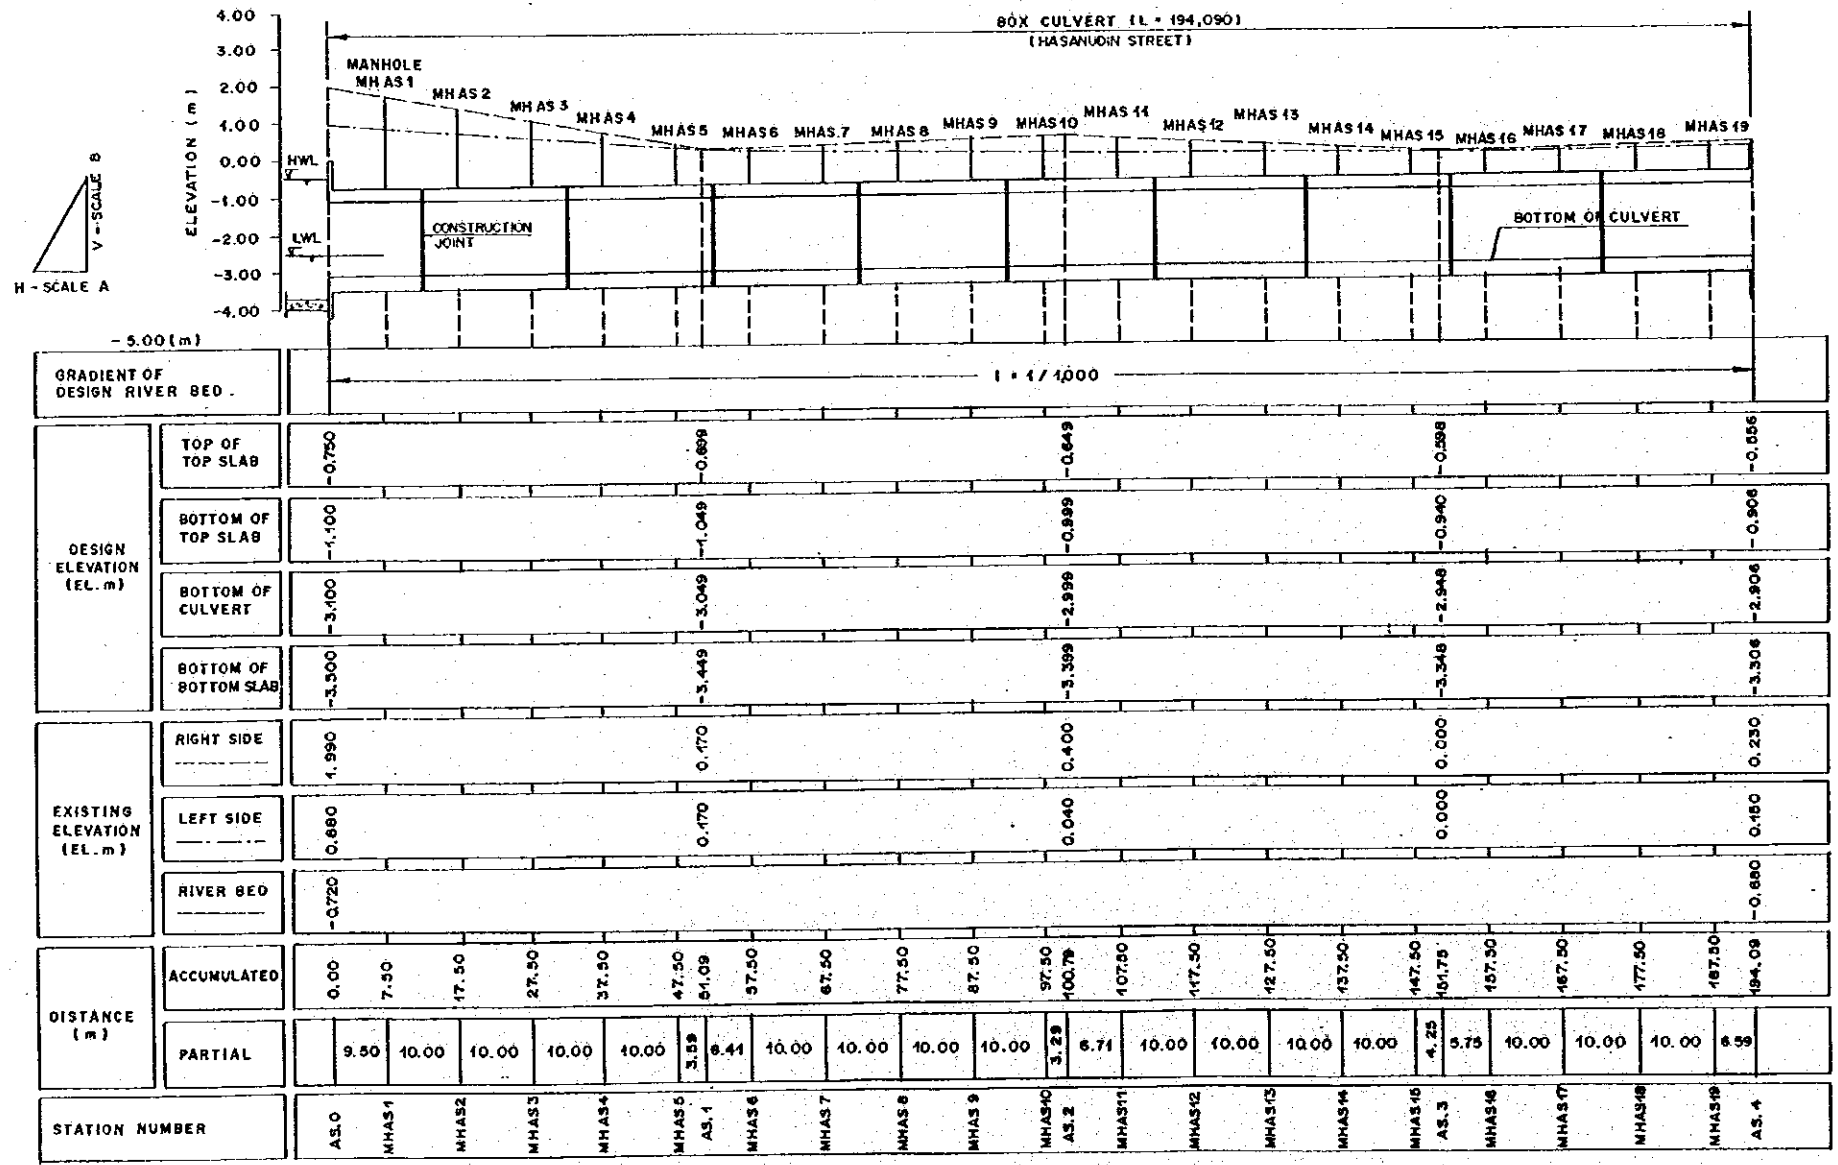 4.00
3.00
2.00
1.00
0.00
-1.00
-2.00
-3.00
-4.00
-5.00(m)
ELEVATION (m)
V-SCALE B
H-SCALE A
HWL
LWL
BOX CULVERT (L = 194,090)
(HASANUDIN STREET)
MANHOLE
MHAS 1
MHAS 2
MHAS 3
MHAS 4
MHAS 5
MHAS 6
MHAS.7
MHAS 8
MHAS 9
MHAS 10
MHAS 11
MHAS 12
MHAS 13
MHAS 14
MHAS 15
MHAS 16
MHAS 17
MHAS 18
MHAS 19
CONSTRUCTION
JOINT
BOTTOM OF CULVERT
GRADIENT OF
DESIGN RIVER BED.
I = 1/1,000
DESIGN
ELEVATION
(EL.m)
TOP OF
TOP SLAB
-0.750 -0.699 -0.649 -0.598 -0.556
BOTTOM OF
TOP SLAB
-1.100 -1.049 -0.999 -0.940 -0.906
BOTTOM OF
CULVERT
-3.100 -3.049 -2.999 -2.948 -2.906
BOTTOM OF
BOTTOM SLAB
-3.500 -3.449 -3.399 -3.348 -3.306
EXISTING
ELEVATION
(EL.m)
RIGHT SIDE
1.990 0.170 0.400 0.000 0.230
LEFT SIDE
0.880 0.170 0.040 0.000 0.150
RIVER BED
-0.720 -0.680
DISTANCE
(m)
ACCUMULATED
0.00 7.50 17.50 27.50 37.50 47.50 51.09 57.50 67.50 77.50 87.50 97.50 100.79 107.50 117.50 127.50 137.50 147.50 151.75 157.50 167.50 177.50 187.50 194.09
PARTIAL
9.50 10.00 10.00 10.00 10.00 3.59 6.41 10.00 10.00 10.00 10.00 3.29 6.71 10.00 10.00 10.00 10.00 4.25 5.75 10.00 10.00 10.00 6.59
STATION NUMBER
AS.0 MHAS1 MHAS2 MHAS3 MHAS4 MHAS5 AS.1 MHAS6 MHAS7 MHAS8 MHAS9 MHAS10 AS.2 MHAS11 MHAS12 MHAS13 MHAS14 MHAS15 AS.3 MHAS16 MHAS17 MHAS18 MHAS19 AS.4